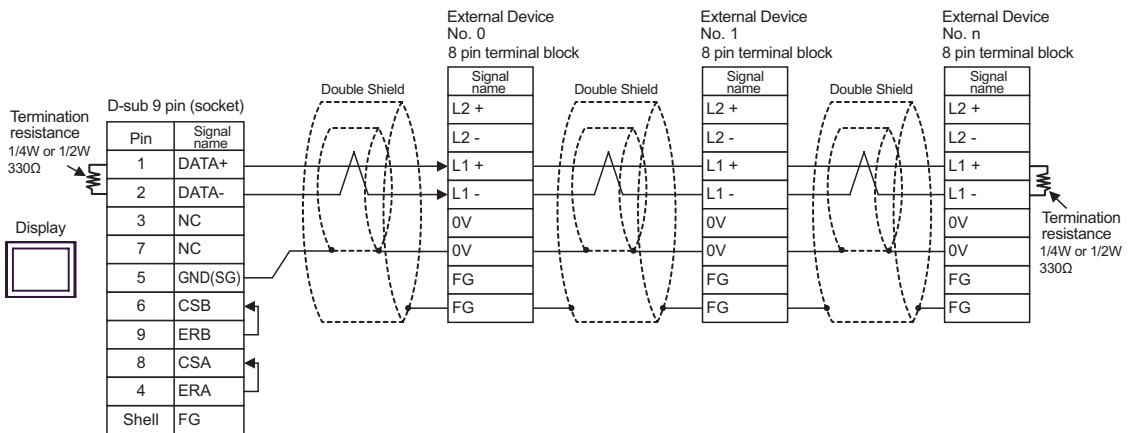 External Device
No. 0
8 pin terminal block
External Device
No. 1
8 pin terminal block
External Device
No. n
8 pin terminal block
D-sub 9 pin (socket)
Termination
resistance
1/4W or 1/2W
330Ω
Display
Pin Signal name
1 DATA+
2 DATA-
3 NC
7 NC
5 GND(SG)
6 CSB
9 ERB
8 CSA
4 ERA
Shell FG
Double Shield
Signal
name
L2 +
L2 -
L1 +
L1 -
0V
0V
FG
FG
Double Shield
Signal
name
L2 +
L2 -
L1 +
L1 -
0V
0V
FG
FG
Double Shield
Signal
name
L2 +
L2 -
L1 +
L1 -
0V
0V
FG
FG
Termination
resistance
1/4W or 1/2W
330Ω